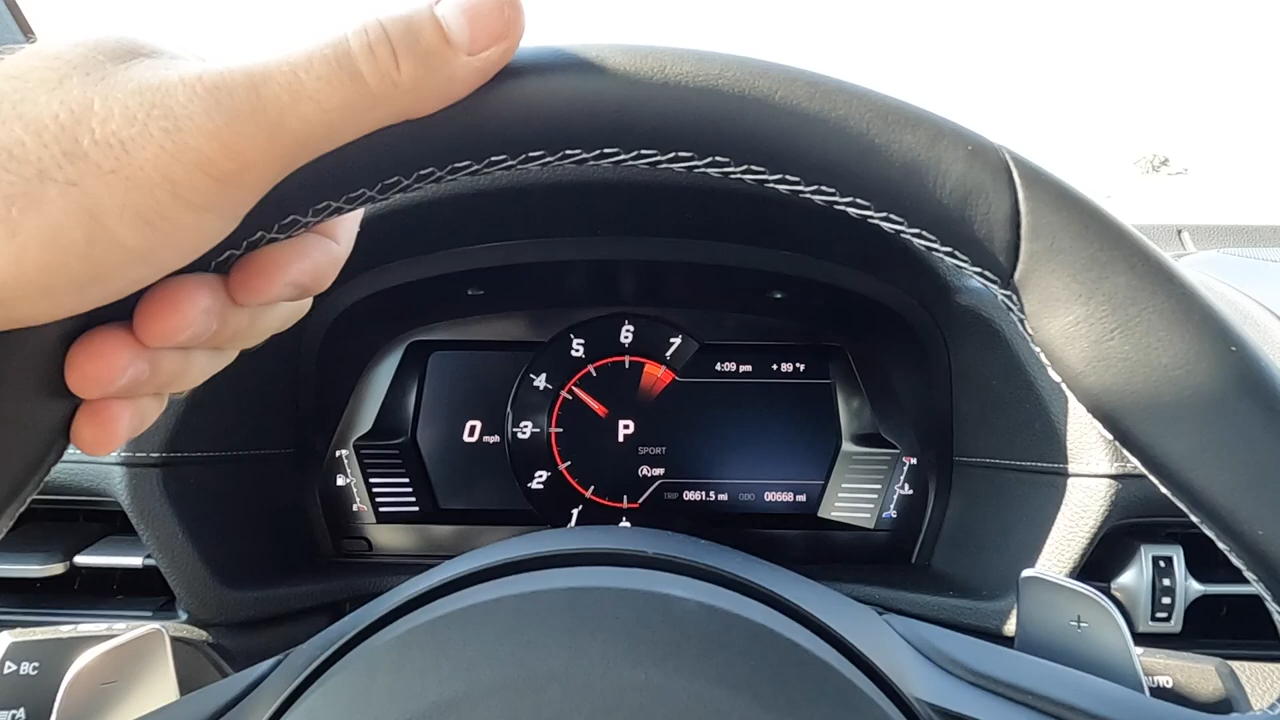 6
5
7
4
4:09 pm + 89 °F
0 mph
3
P
SPORT
OFF
2
TRIP 0661.5 mi ODO 00668 mi
1
F
E
H
C
+
-
BC
AUTO